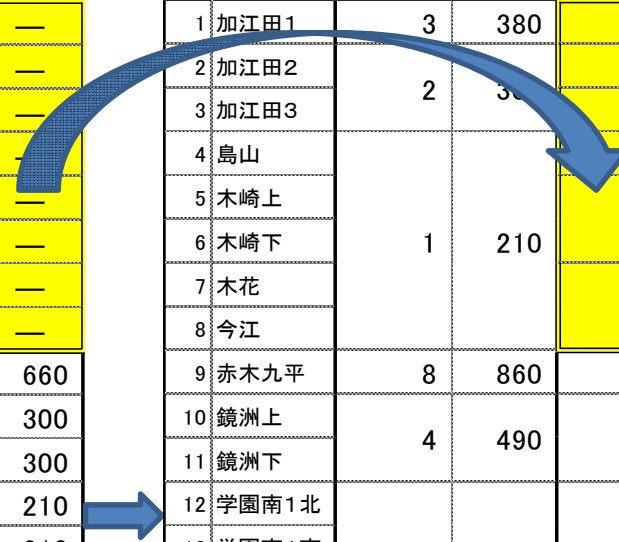 — 1 加江田1 3 380
— 2 加江田2
2
— 3 加江田3
4 島山
— 5 木崎上
— 6 木崎下 1 210
— 7 木花
— 8 今江
660 9 赤木九平 8 860
300 10 鏡洲上
4 490
300 11 鏡洲下
210 12 学園南1北